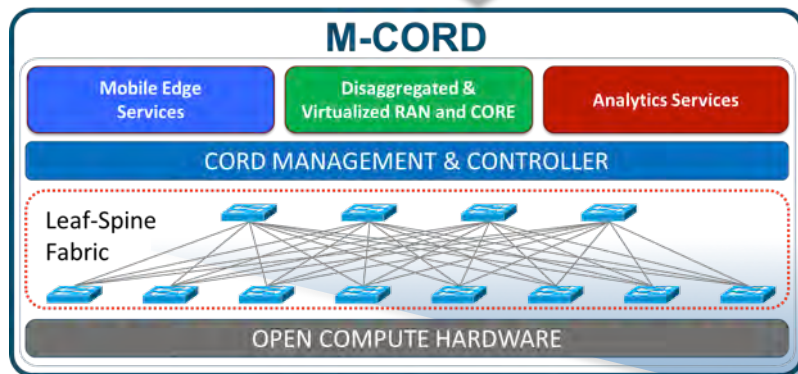 M-CORD
Mobile Edge
Services
Disaggregated &
Virtualized RAN and CORE
Analytics Services
CORD MANAGEMENT & CONTROLLER
Leaf-Spine
Fabric
OPEN COMPUTE HARDWARE